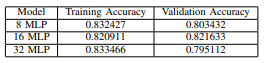 Model Training Accuracy Validation Accuracy
8 MLP 0.832427 0.803432
16 MLP 0.820911 0.821633
32 MLP 0.833466 0.795112